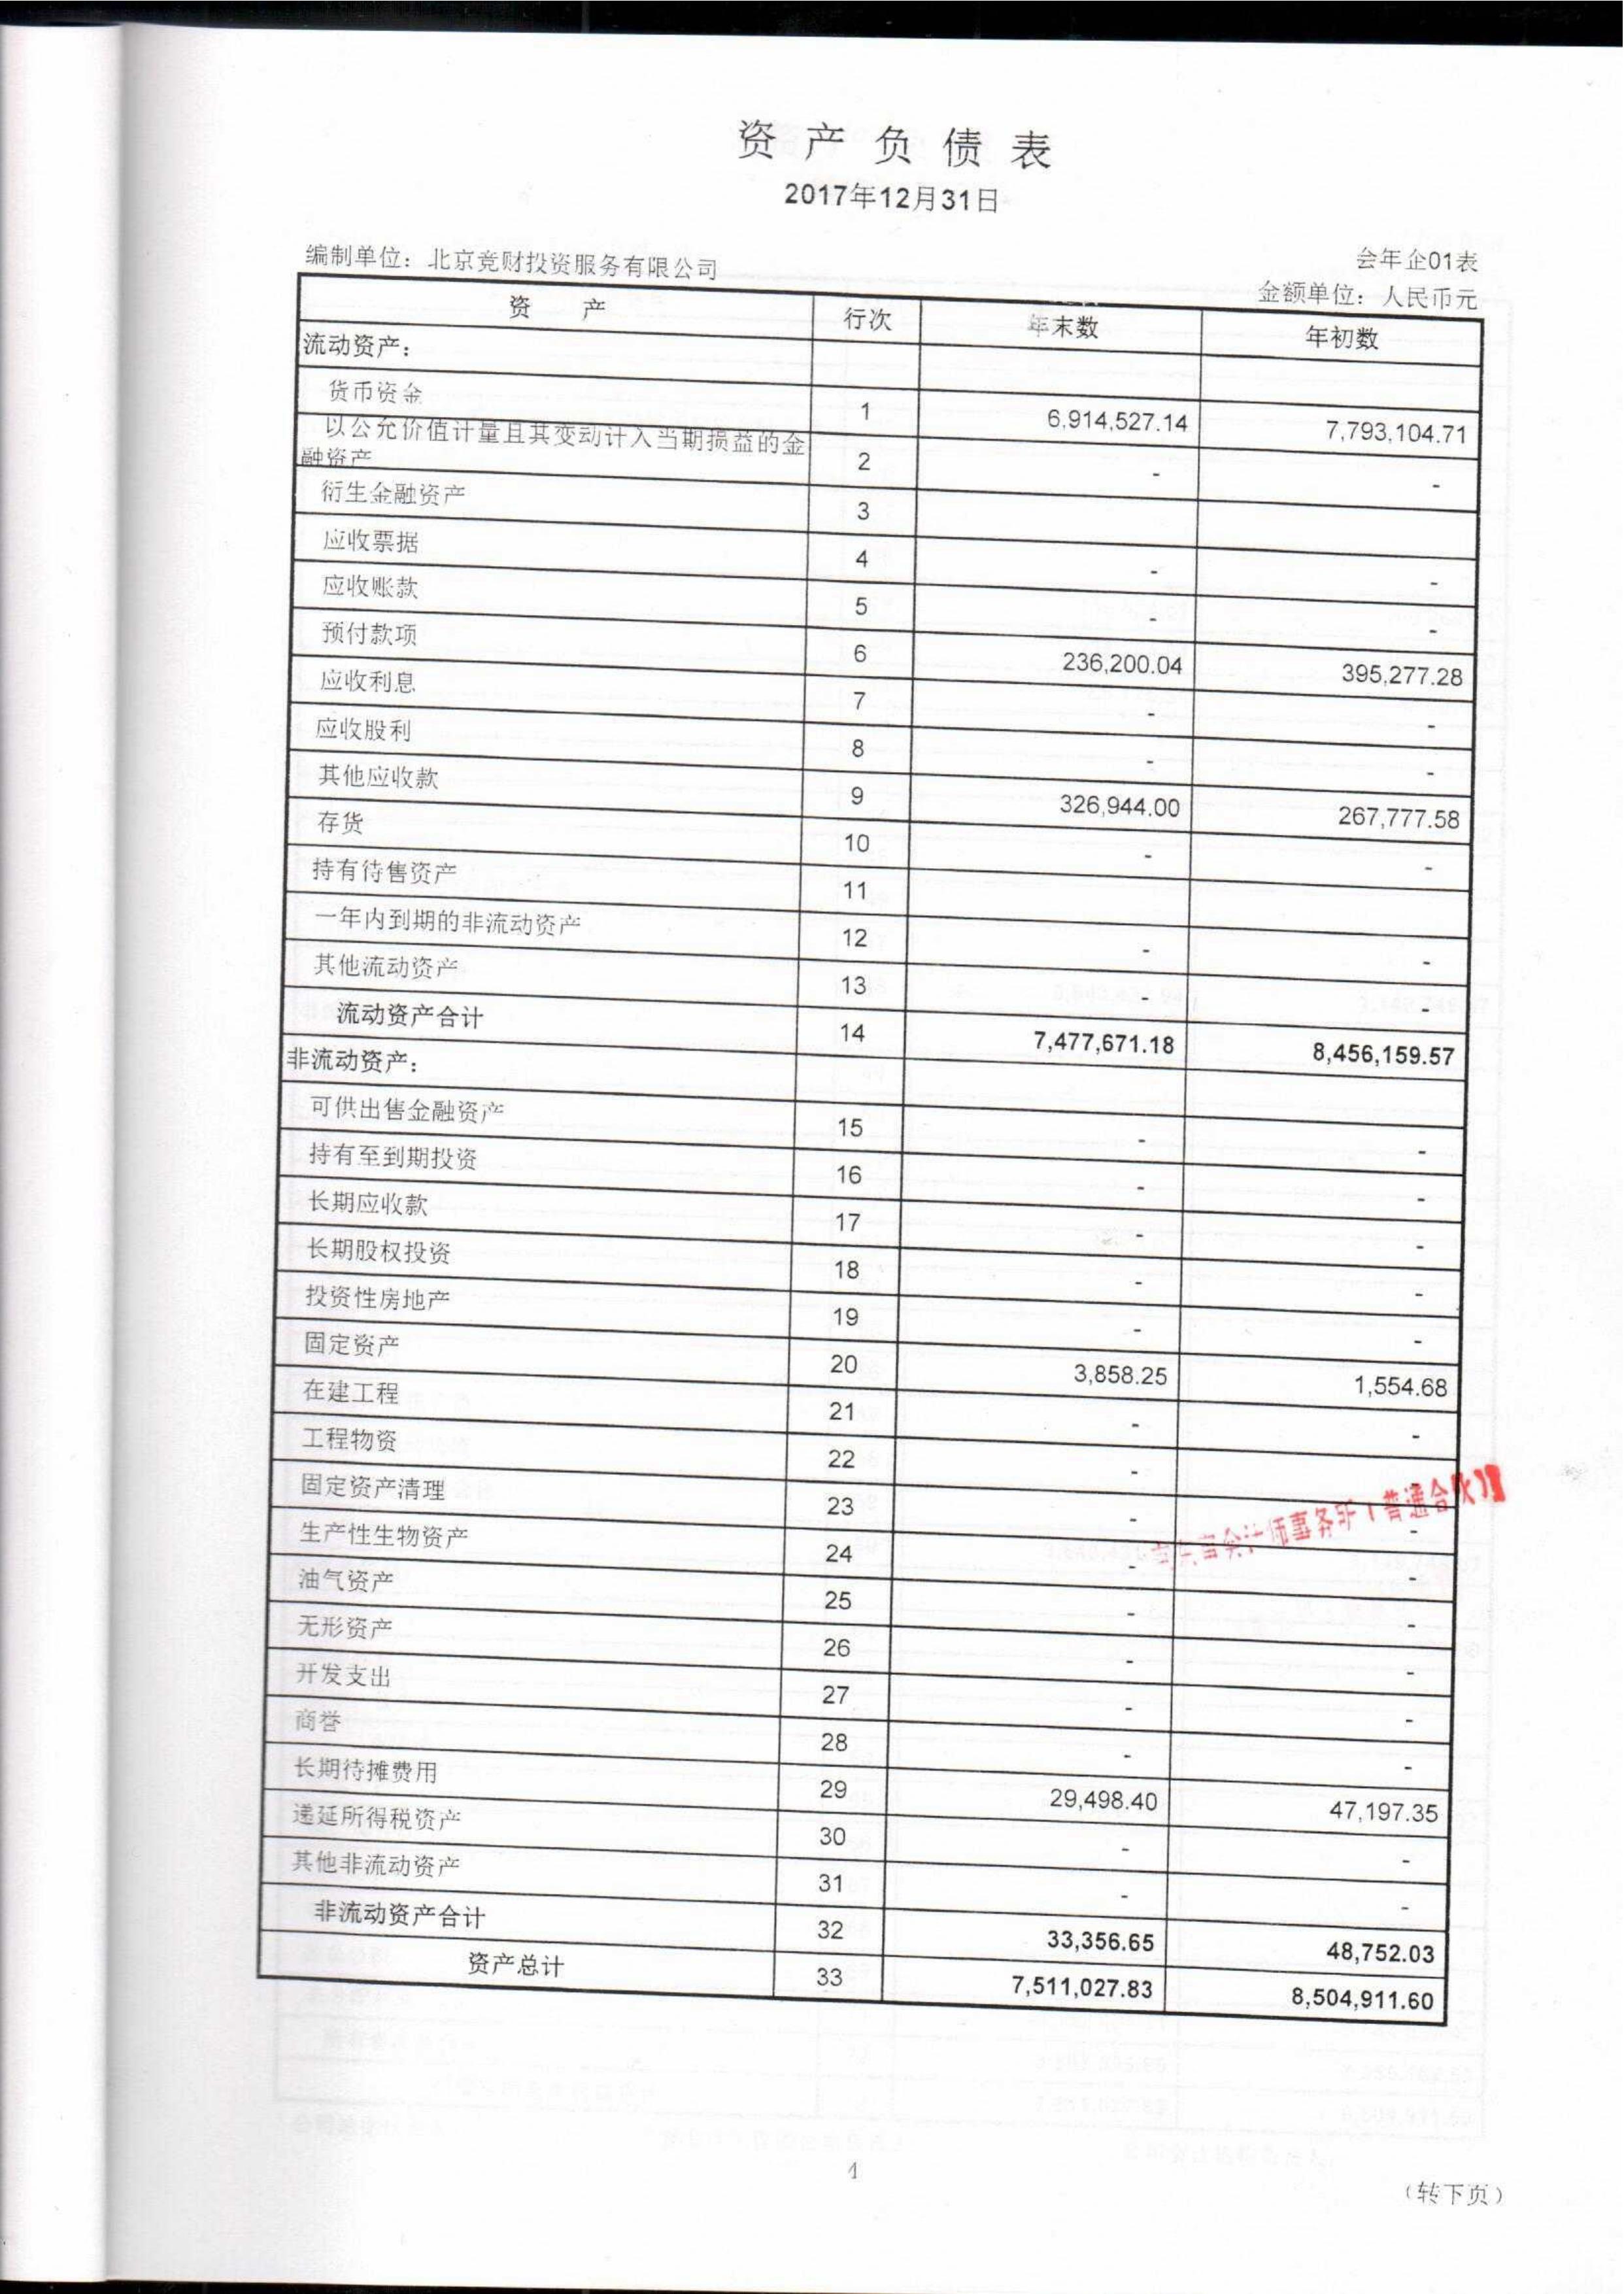 资产负债表
2017年12月31日
编制单位：北京竞财投资服务有限公司 会年企01表
金额单位：人民币元
资 产 行次 年末数 年初数
流动资产：
货币资金 1 6,914,527.14 7,793,104.71
以公允价值计量且其变动计入当期损益的金
融资产 2 - -
衍生金融资产 3
应收票据 4 - -
应收账款 5 - -
预付款项 6 236,200.04 395,277.28
应收利息 7 - -
应收股利 8 - -
其他应收款 9 326,944.00 267,777.58
存货 10 - -
持有待售资产 11
一年内到期的非流动资产 12 - -
其他流动资产 13 - -
流动资产合计 14 7,477,671.18 8,456,159.57
非流动资产：
可供出售金融资产 15 - -
持有至到期投资 16 - -
长期应收款 17 - -
长期股权投资 18 - -
投资性房地产 19 - -
固定资产 20 3,858.25 1,554.68
在建工程 21 - -
工程物资 22 -
固定资产清理 23 - -
会计师事务所（普通合伙）
生产性生物资产 24 - -
油气资产 25 - -
无形资产 26 - -
开发支出 27 - -
商誉 28 - -
长期待摊费用 29 29,498.40 47,197.35
递延所得税资产 30 - -
其他非流动资产 31 - -
非流动资产合计 32 33,356.65 48,752.03
资产总计 33 7,511,027.83 8,504,911.60
1
（转下页）